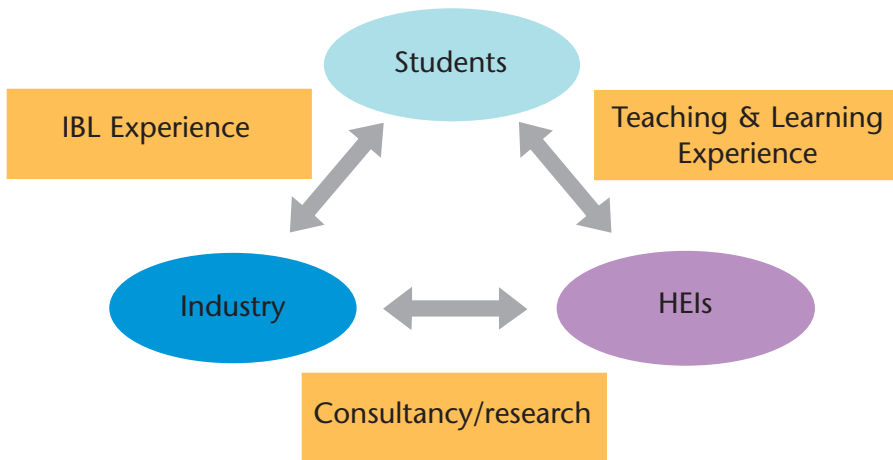 Students
IBL Experience
Teaching & Learning
Experience
Industry
HEIs
Consultancy/research